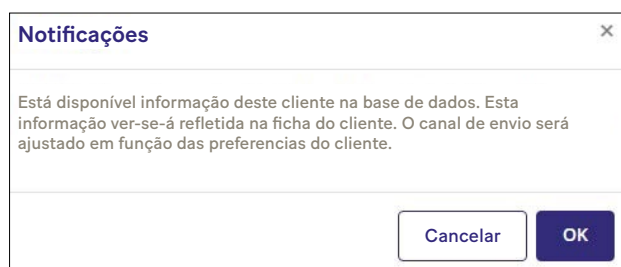 Notificações
×
Está disponível informação deste cliente na base de dados. Esta
informação ver-se-á refletida na ficha do cliente. O canal de envio será
ajustado em função das preferencias do cliente.
Cancelar
OK